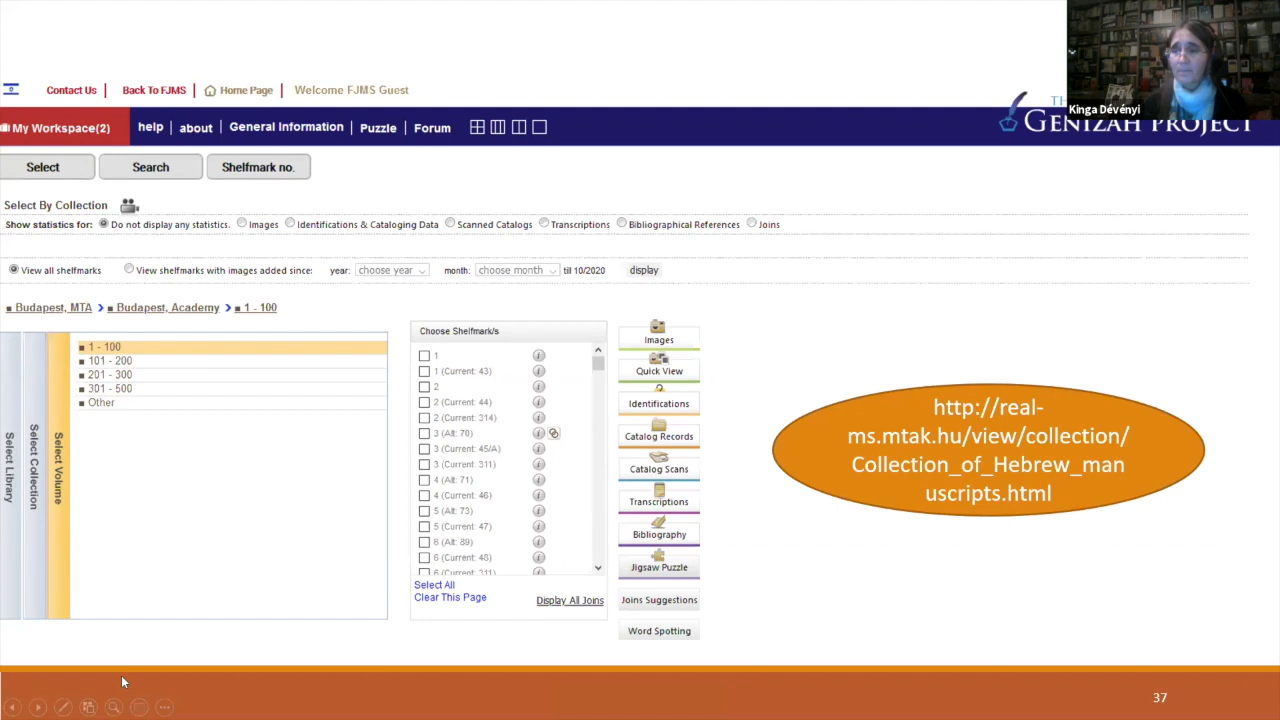 Kinga Dévényi
Contact Us
Back To FJMS
Home Page
Welcome FJMS Guest
TH
GENIZAH PROJECT
My Workspace(2)
help
about
General Information
Puzzle
Forum
Select
Search
Shelfmark no.
Select By Collection
Show statistics for: Do not display any statistics. Images Identifications & Cataloging Data Scanned Catalogs Transcriptions Bibliographical References Joins
View all shelfmarks View shelfmarks with images added since: year: choose year month: choose month till 10/2020 display
Budapest, MTA Budapest, Academy 1 - 100
Select Library
Select Collection
Select Volume
1 - 100
101 - 200
201 - 300
301 - 500
Other
Choose Shelfmark/s
1
1 (Current: 43)
2
2 (Current: 44)
2 (Current: 314)
3 (Alt: 70)
3 (Current: 45/A)
3 (Current: 311)
4 (Alt: 71)
4 (Current: 46)
5 (Alt: 73)
5 (Current: 47)
6 (Alt: 89)
6 (Current: 48)
6 (Current: 311)
Select All
Clear This Page
Display All Joins
Images
Quick View
Identifications
Catalog Records
Catalog Scans
Transcriptions
Bibliography
Jigsaw Puzzle
Joins Suggestions
Word Spotting
http://real-
ms.mtak.hu/view/collection/
Collection_of_Hebrew_man
uscripts.html
37